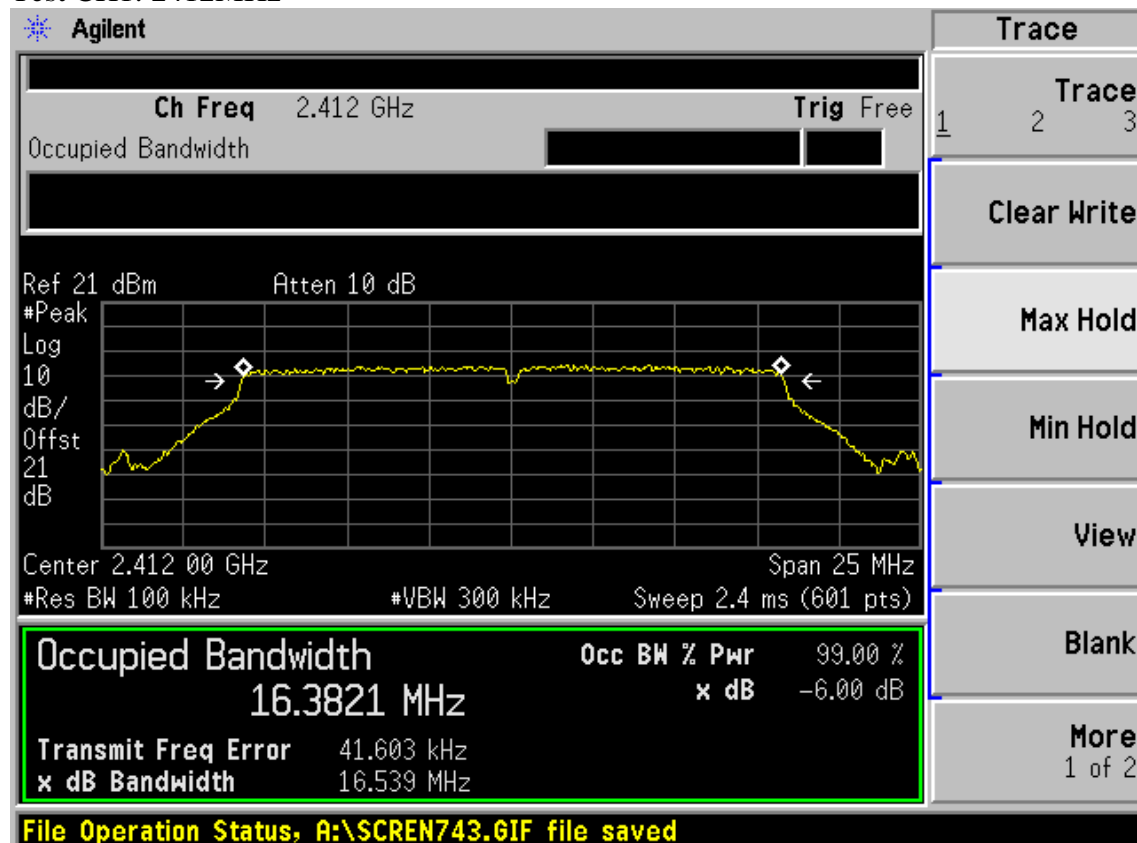 Agilent
Trace
Ch Freq 2.412 GHz Trig Free
Occupied Bandwidth
Trace
1 2 3
Clear Write
Max Hold
Min Hold
View
Blank
More
1 of 2
Ref 21 dBm Atten 10 dB
#Peak
Log
10
dB/
Offst
21
dB
Center 2.412 00 GHz Span 25 MHz
#Res BW 100 kHz #VBW 300 kHz Sweep 2.4 ms (601 pts)
Occupied Bandwidth Occ BW % Pwr 99.00 %
16.3821 MHz x dB -6.00 dB
Transmit Freq Error 41.603 kHz
x dB Bandwidth 16.539 MHz
File Operation Status, A:\SCREN743.GIF file saved